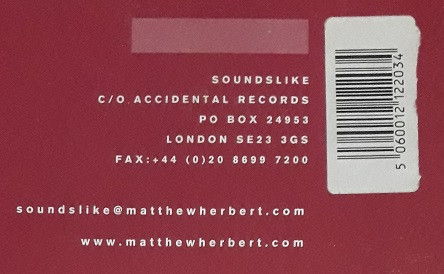 SOUNDSLIKE
C/O ACCIDENTAL RECORDS
PO BOX 24953
LONDON SE23 3GS
FAX:+44 (0)20 8699 7200
soundslike@matthewherbert.com
www.matthewherbert.com
5 060012 122034